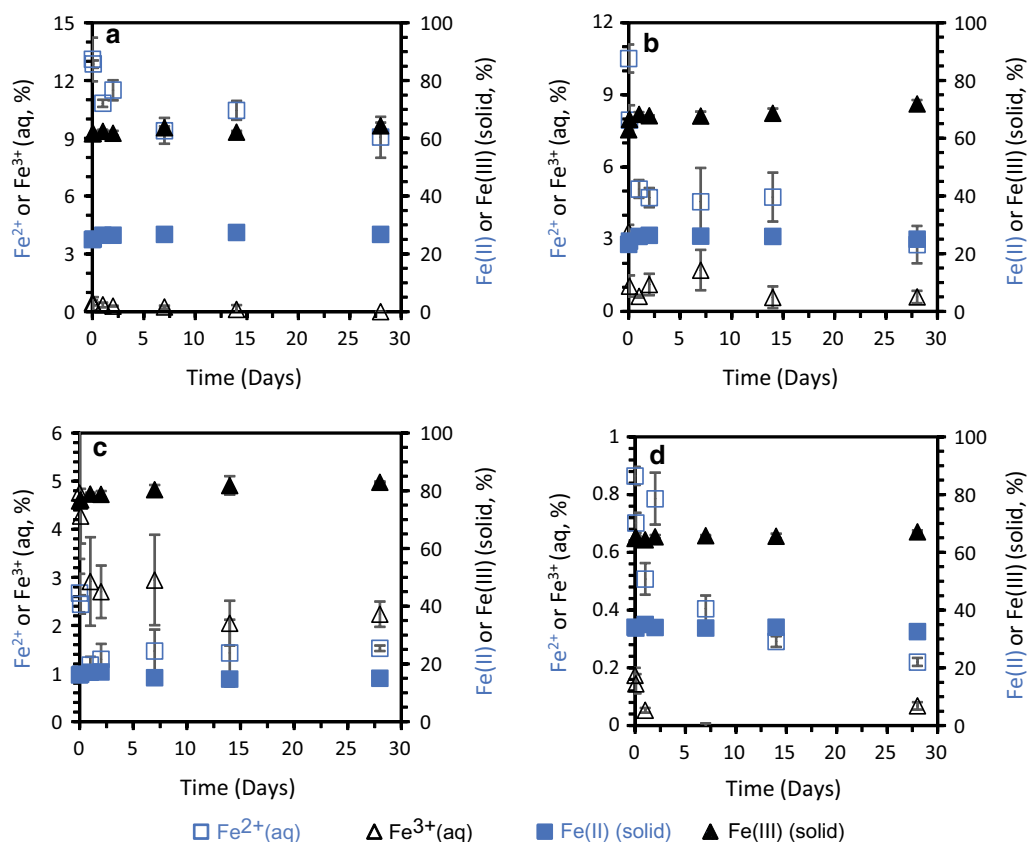 a
15
12
9
6
3
0
100
80
60
40
20
0
0 5 10 15 20 25 30
Fe²⁺ or Fe³⁺ (aq, %)
Fe(II) or Fe(III) (solid, %)
Time (Days)
b
12
9
6
3
0
100
80
60
40
20
0
0 5 10 15 20 25 30
Fe²⁺ or Fe³⁺ (aq, %)
Fe(II) or Fe(III) (solid, %)
Time (Days)
c
6
5
4
3
2
1
0
100
80
60
40
20
0
0 5 10 15 20 25 30
Fe²⁺ or Fe³⁺ (aq, %)
Fe(II) or Fe(III) (solid, %)
Time (Days)
d
1
0.8
0.6
0.4
0.2
0
100
80
60
40
20
0
0 5 10 15 20 25 30
Fe²⁺ or Fe³⁺ (aq, %)
Fe(II) or Fe(III) (solid, %)
Time (Days)
Fe²⁺(aq) Fe³⁺(aq) Fe(II) (solid) Fe(III) (solid)